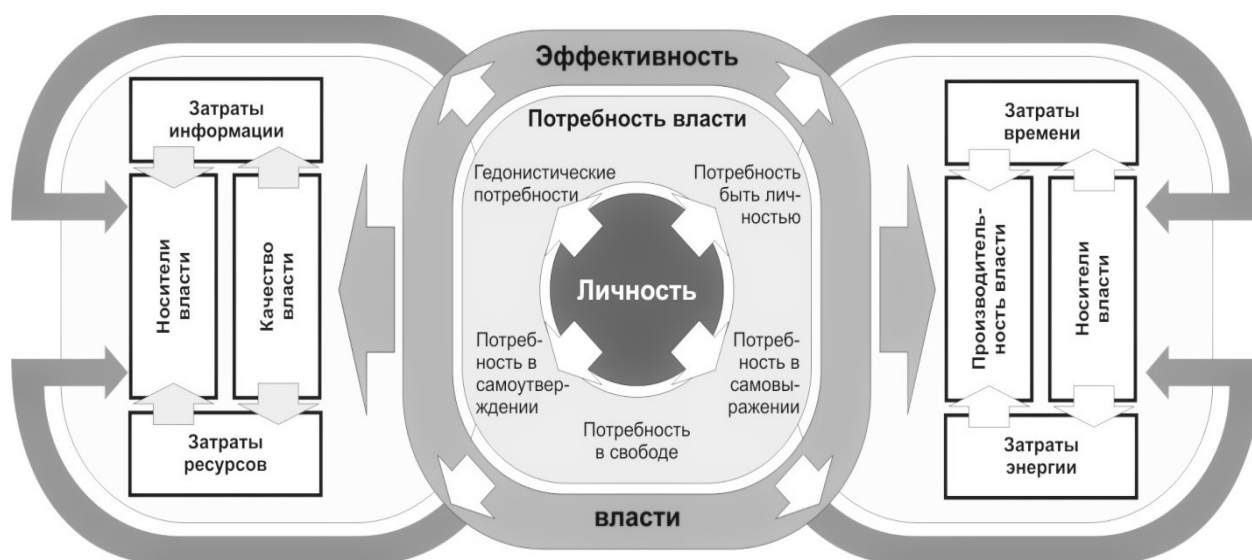 Эффективность
Потребность власти
Затраты
информации
Носители
власти
Качество
власти
Затраты
ресурсов
Гедонистические
потребности
Потребность
быть лич-
ностью
Личность
Потреб-
ность в
самоутвер-
ждении
Потреб-
ность в
самовы-
ражении
Потребность
в свободе
власти
Затраты
времени
Производитель-
ность власти
Носители
власти
Затраты
энергии